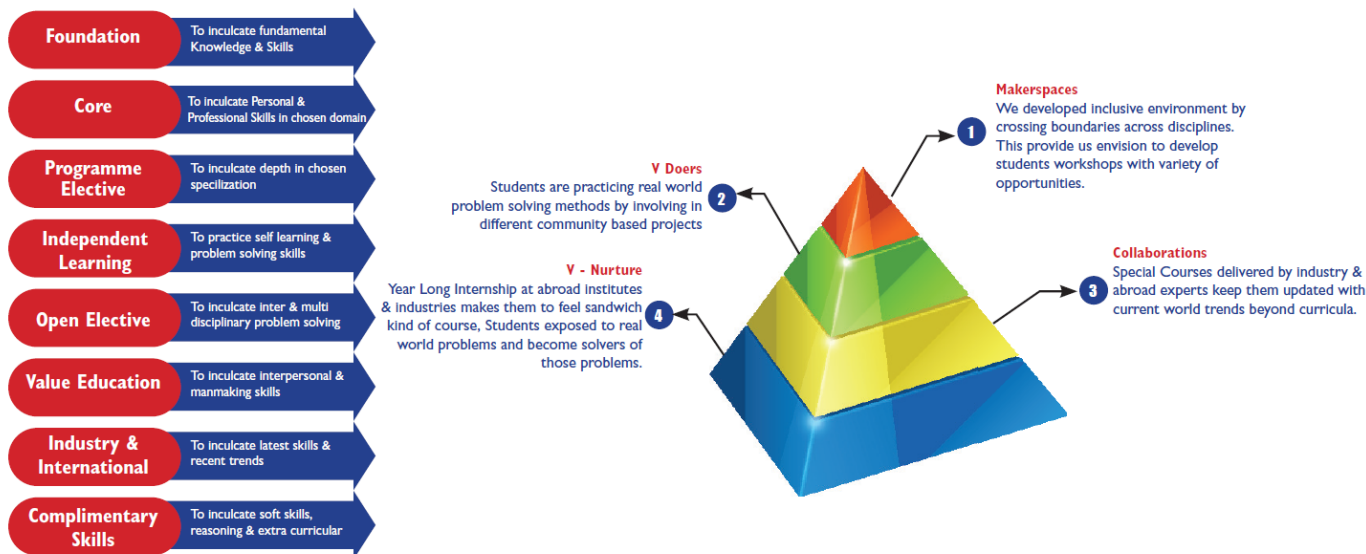 Foundation
To inculcate fundamental
Knowledge & Skills
Core
To inculcate Personal &
Professional Skills in chosen domain
Programme
Elective
To inculcate depth in chosen
specilization
Independent
Learning
To practice self learning &
problem solving skills
Open Elective
To inculcate inter & multi
disciplinary problem solving
Value Education
To inculcate interpersonal &
manmaking skills
Industry &
International
To inculcate latest skills &
recent trends
Complimentary
Skills
To inculcate soft skills,
reasoning & extra curricular
Makerspaces
We developed inclusive environment by
crossing boundaries across disciplines.
This provide us envision to develop
students workshops with variety of
opportunities.
1
V Doers
Students are practicing real world
problem solving methods by involving in
different community based projects
2
Collaborations
Special Courses delivered by industry &
abroad experts keep them updated with
current world trends beyond curricula.
3
V - Nurture
Year Long Internship at abroad institutes
& industries makes them to feel sandwich
kind of course, Students exposed to real
world problems and become solvers of
those problems.
4